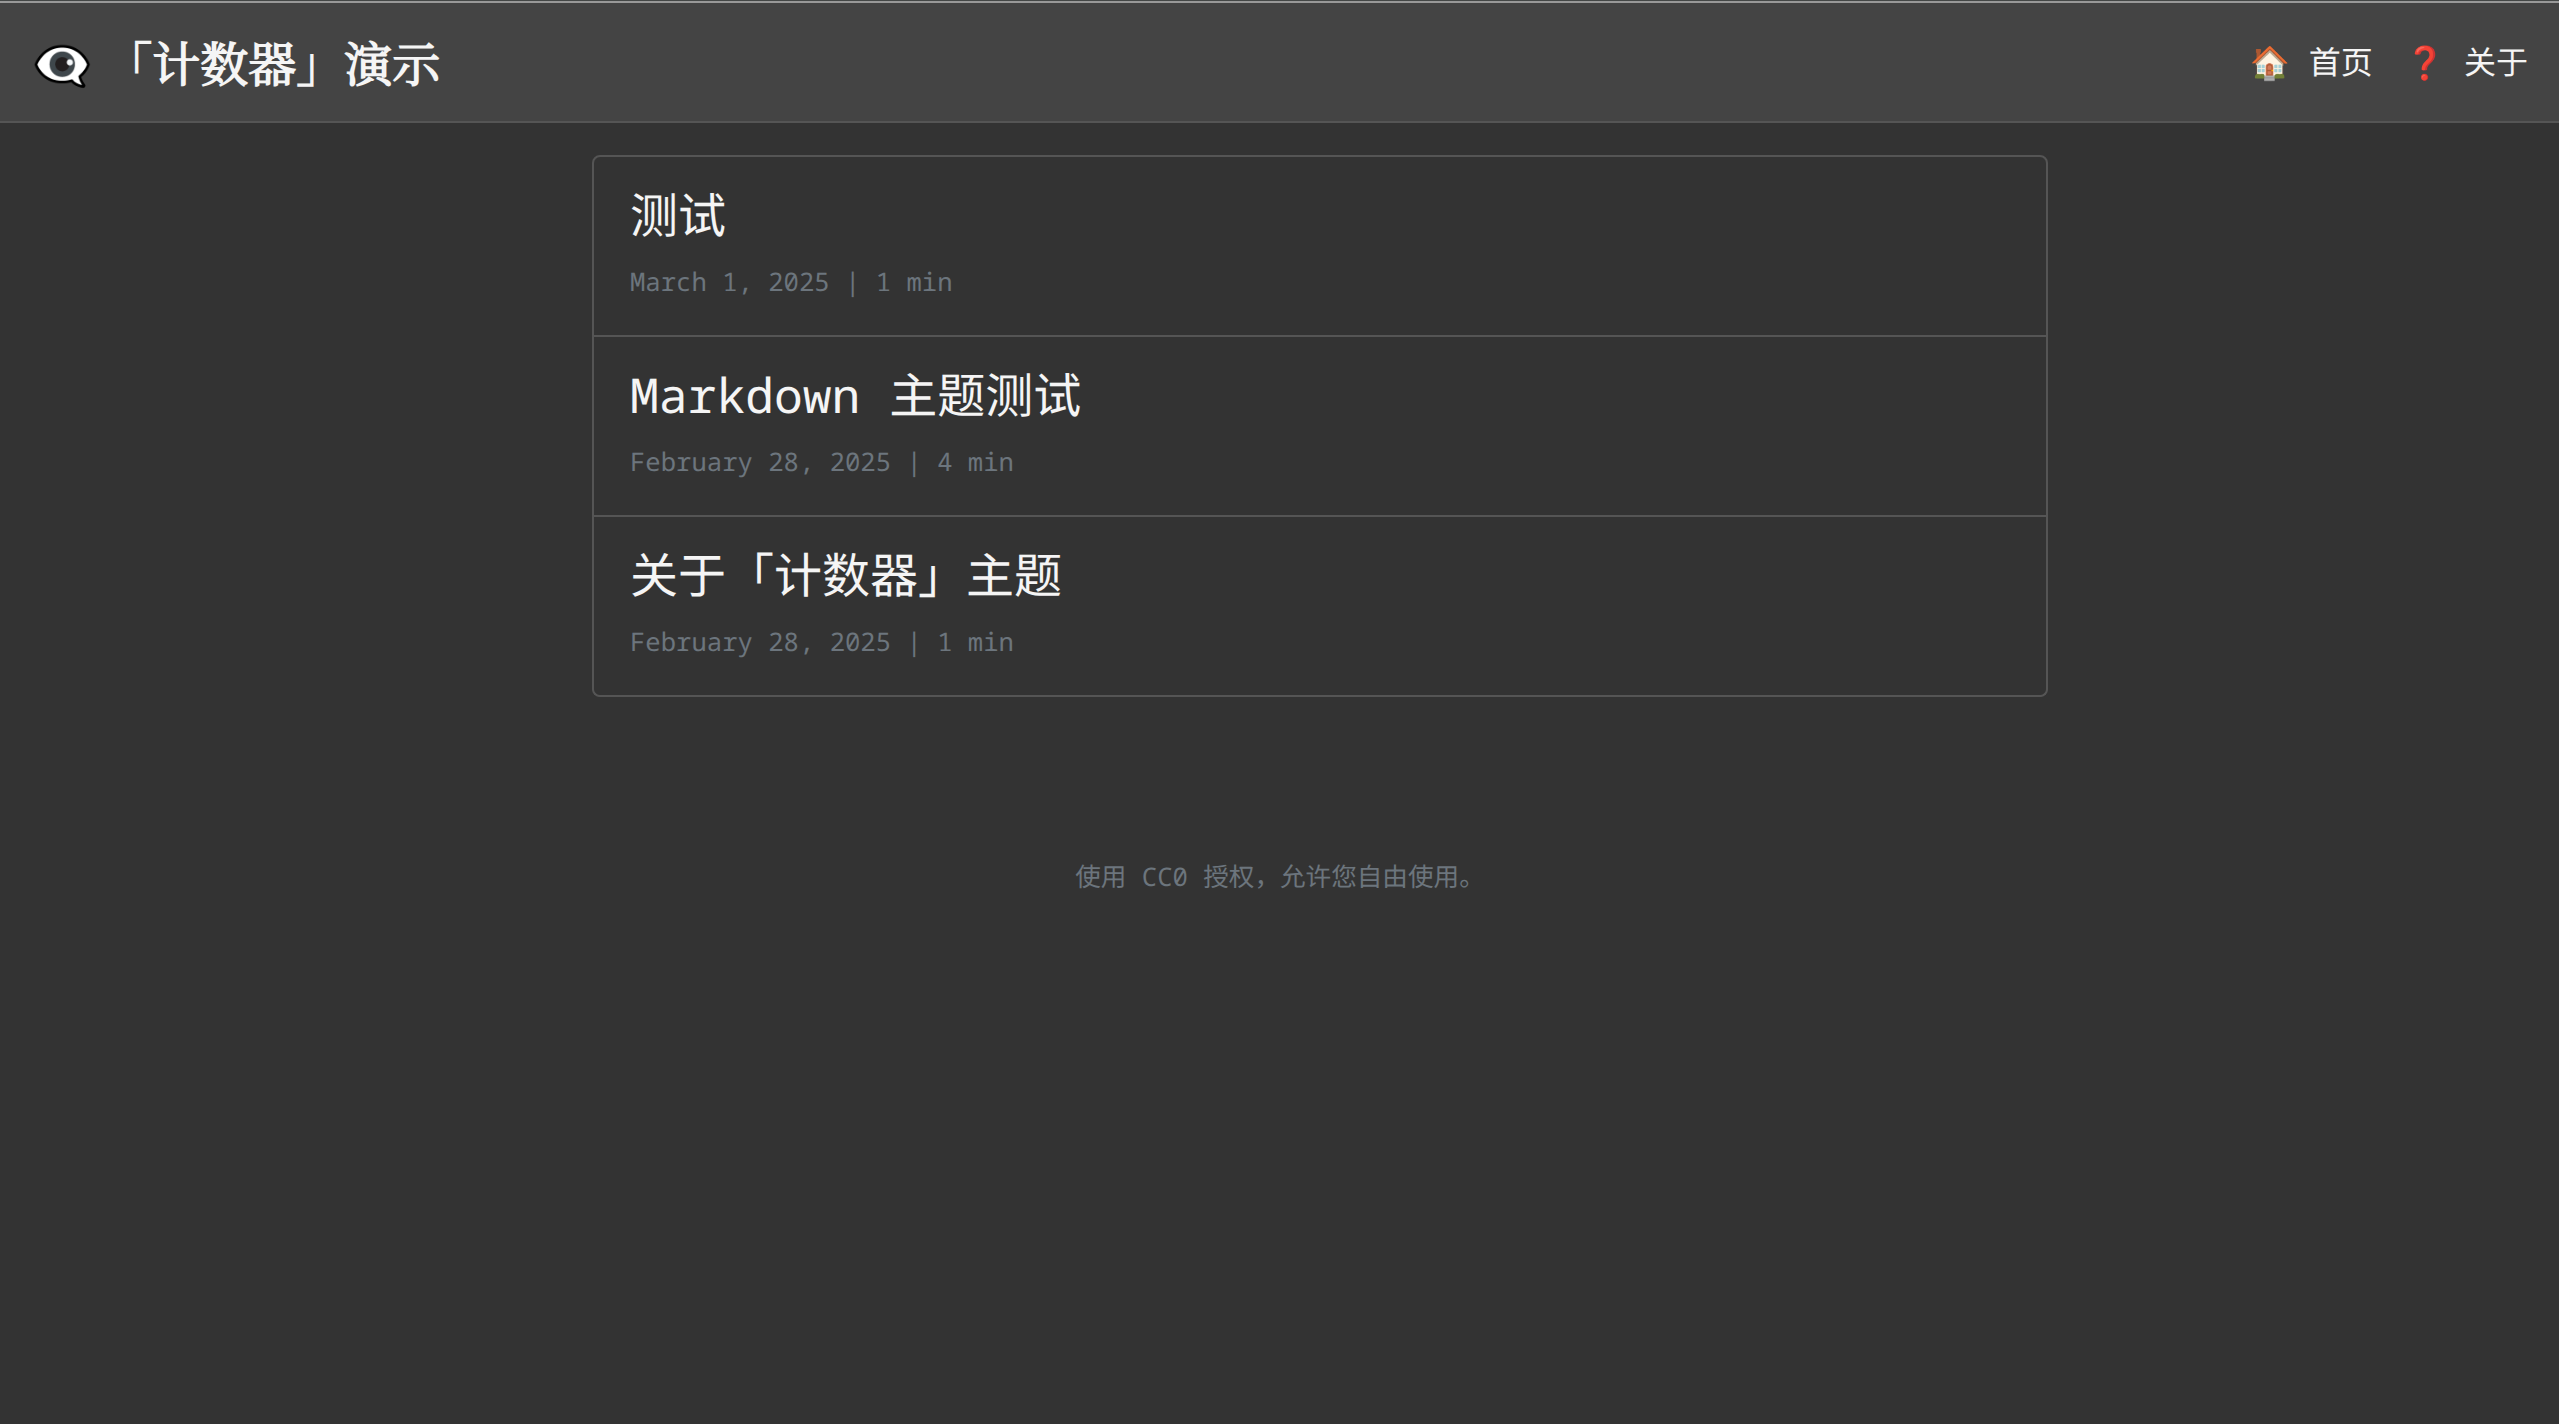 👁️‍🗨️ 「计数器」演示
🏠 首页 ❓ 关于
测试
March 1, 2025 | 1 min
Markdown 主题测试
February 28, 2025 | 4 min
关于「计数器」主题
February 28, 2025 | 1 min
使用 CC0 授权，允许您自由使用。